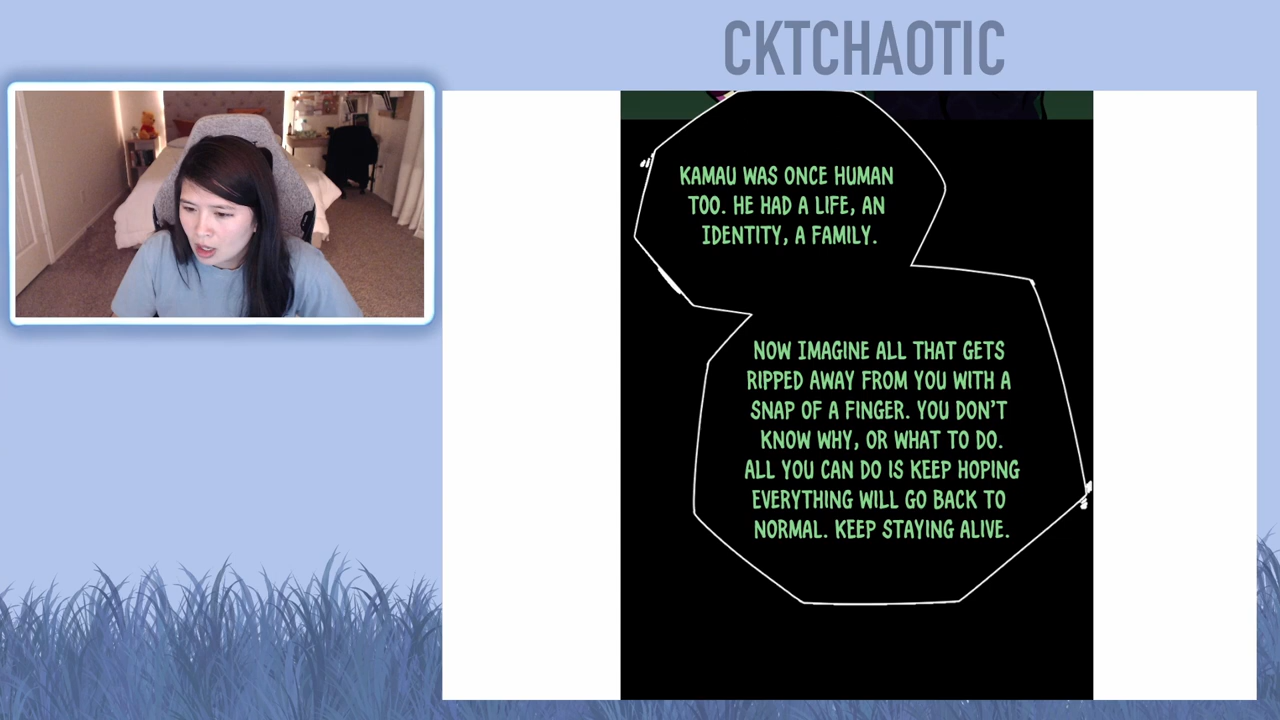 CKTCHAOTIC
KAMAU WAS ONCE HUMAN
TOO. HE HAD A LIFE, AN
IDENTITY, A FAMILY.
NOW IMAGINE ALL THAT GETS
RIPPED AWAY FROM YOU WITH A
SNAP OF A FINGER. YOU DON'T
KNOW WHY, OR WHAT TO DO.
ALL YOU CAN DO IS KEEP HOPING
EVERYTHING WILL GO BACK TO
NORMAL. KEEP STAYING ALIVE.